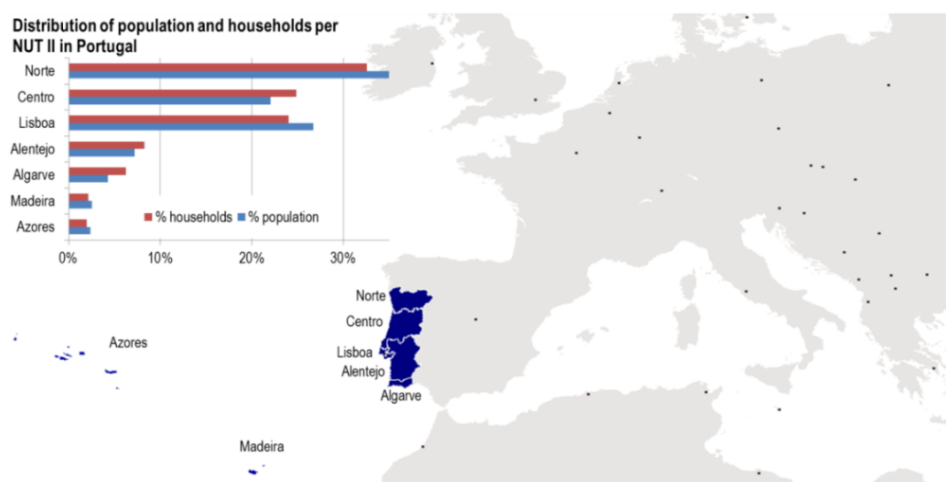 Distribution of population and households per
NUT II in Portugal
Norte
Centro
Lisboa
Alentejo
Algarve
Madeira
Azores
% households % population
0% 10% 20% 30%
Norte
Centro
Azores
Lisboa
Alentejo
Algarve
Madeira